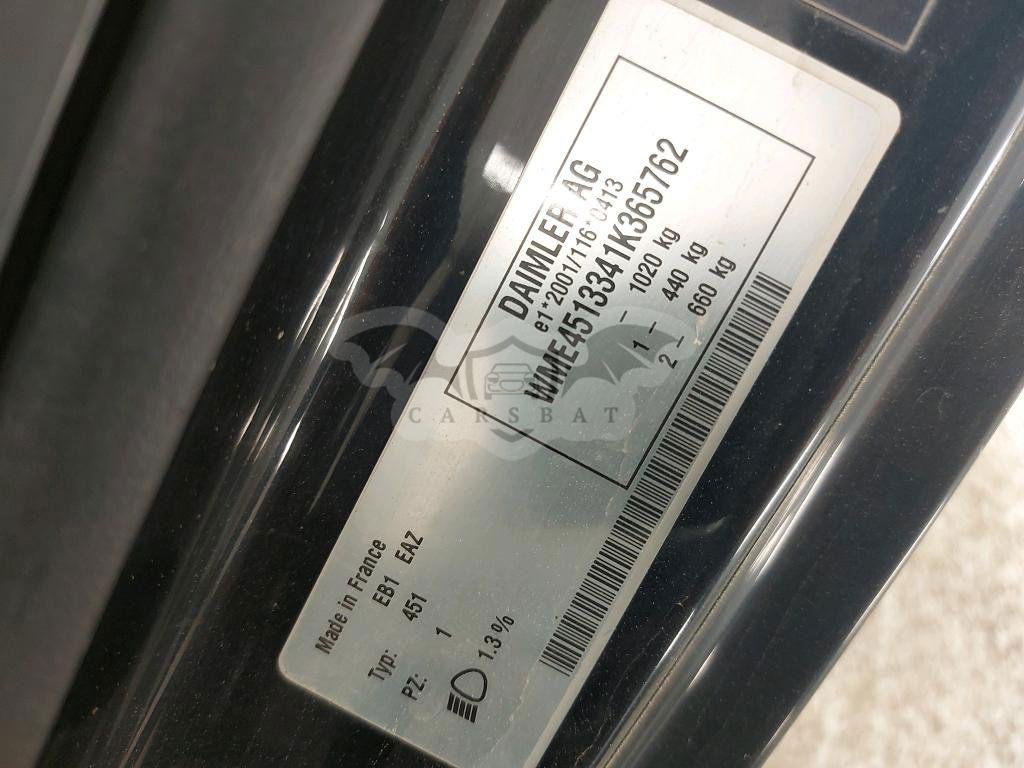 DAIMLER AG
e1*2001/116*0413
WME4513341K365762
1020 kg
1 – 440 kg
2 – 660 kg
CARSBAT
Made in France
EB1 EAZ
Typ: 451
PZ: 1
1.3 %